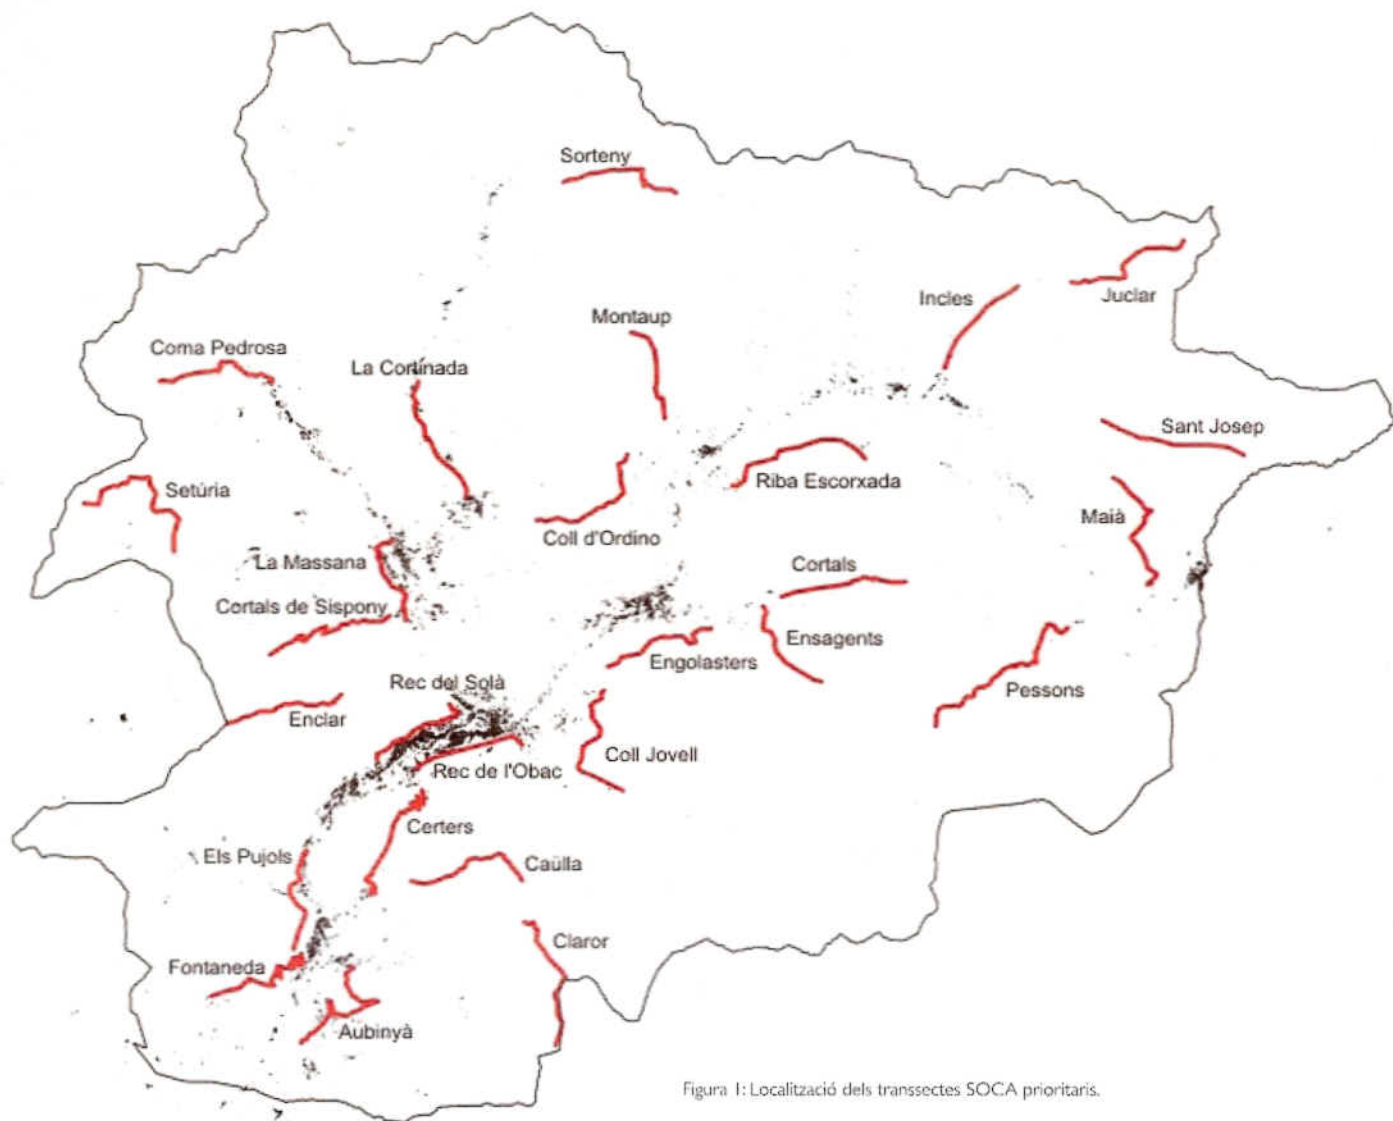 Sorteny
Incles
Juclar
Montaup
Coma Pedrosa
La Cortinada
Sant Josep
Riba Escorxada
Setúria
Maià
Coll d'Ordino
La Massana
Cortals
Cortals de Sispony
Ensagents
Engolasters
Rec del Solà
Pessons
Enclar
Coll Jovell
Rec de l'Obac
Certers
Els Pujols
Caülla
Claror
Fontaneda
Aubinyà
Figura 1: Localització dels transsectes SOCA prioritaris.